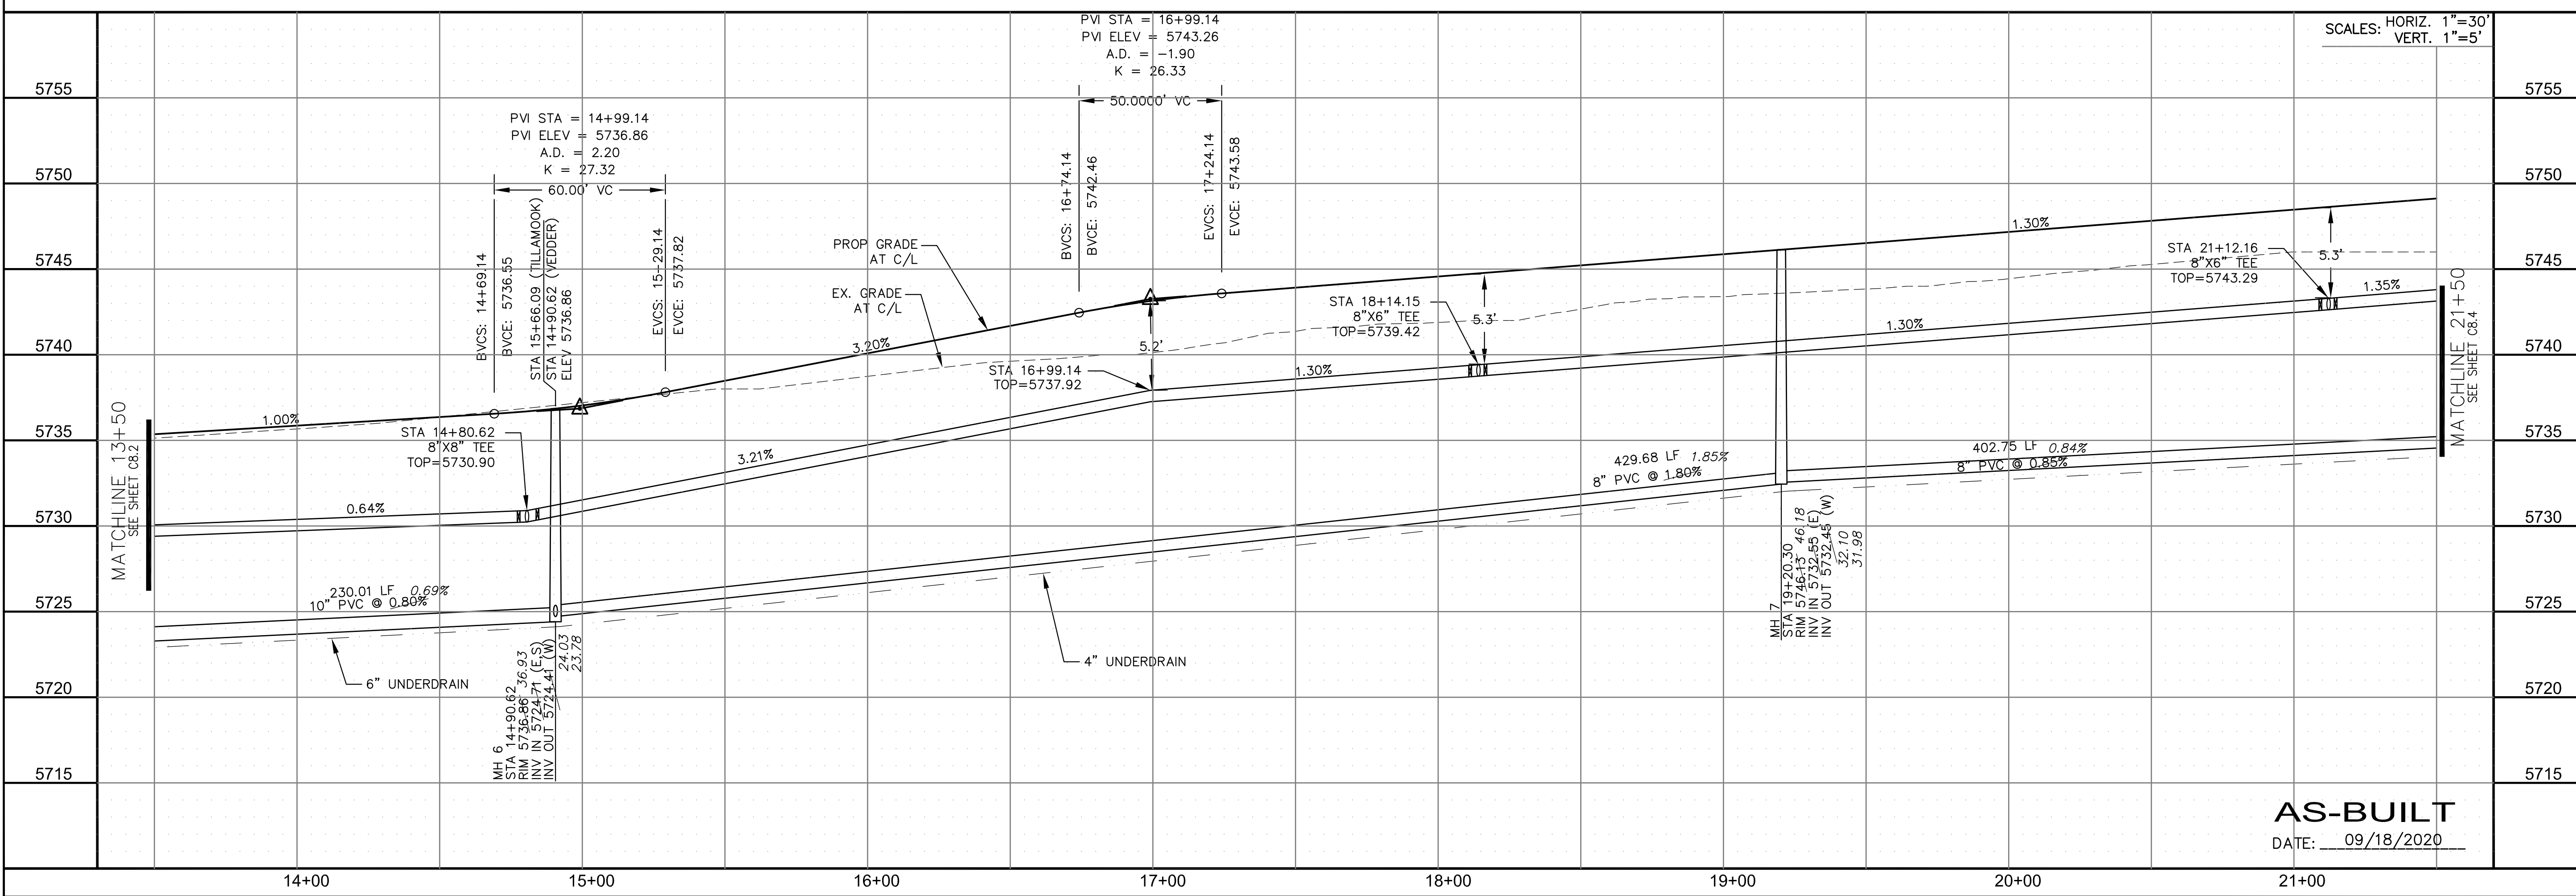 PVI STA = 16+99.14
PVI ELEV = 5743.26
A.D. = -1.90
K = 26.33
50.0000' VC
BVCS: 16+74.14
BVCE: 5742.46
EVCS: 17+24.14
EVCE: 5743.58
SCALES: HORIZ. 1"=30'
VERT. 1"=5'
PVI STA = 14+99.14
PVI ELEV = 5736.86
A.D. = 2.20
K = 27.32
60.00' VC
BVCS: 14+69.14
BVCE: 5736.55
STA 15+66.09 (TILLAMOOK)
STA 14+90.62 (VEDDER)
ELEV 5736.86
EVCS: 15-29.14
EVCE: 5737.82
5755
5750
5745
5740
5735
5730
5725
5720
5715
5755
5750
5745
5740
5735
5730
5725
5720
5715
PROP GRADE
AT C/L
EX. GRADE
AT C/L
1.00%
3.20%
1.30%
STA 14+80.62
8"X8" TEE
TOP=5730.90
STA 16+99.14
TOP=5737.92
5.2'
STA 18+14.15
8"X6" TEE
TOP=5739.42
5.3'
STA 21+12.16
8"X6" TEE
TOP=5743.29
5.3'
0.64%
3.21%
1.30%
1.30%
1.35%
MATCHLINE 13+50
SEE SHEET C8.2
MATCHLINE 21+50
SEE SHEET C8.4
230.01 LF 0.69%
10" PVC @ 0.80%
429.68 LF 1.85%
8" PVC @ 1.80%
402.75 LF 0.84%
8" PVC @ 0.85%
6" UNDERDRAIN
4" UNDERDRAIN
MH 6
STA 14+90.62
RIM 5736.86 36.93
INV IN 5724.71 (E,S)
INV OUT 5724.41 (W)
24.03
23.78
MH 7
STA 19+20.30
RIM 5746.13 46.18
INV IN 5732.55 (E)
INV OUT 5732.45 (W)
32.10
31.98
AS-BUILT
DATE: 09/18/2020
14+00
15+00
16+00
17+00
18+00
19+00
20+00
21+00